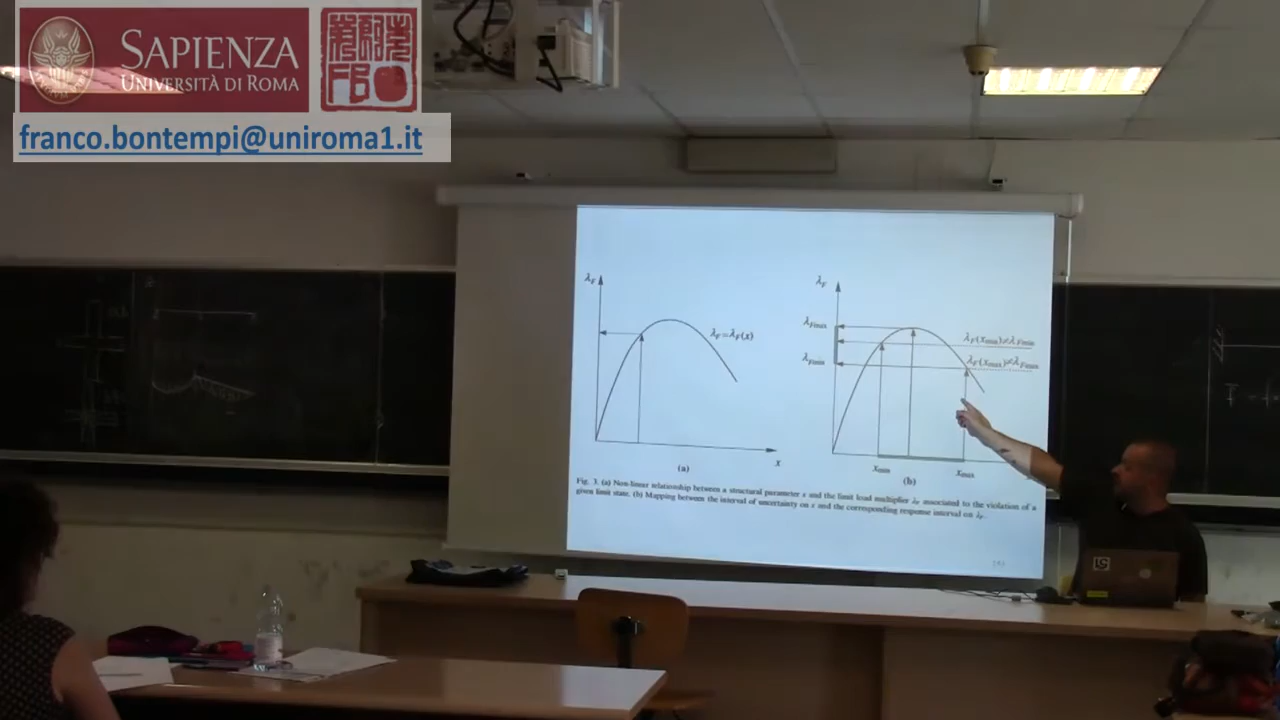 SAPIENZA
UNIVERSITÀ DI ROMA
FBO
franco.bontempi@uniroma1.it
λF
λF=λF(x)
x
(a)
λF
λFmax
λFmin
λF(xmin)≠λFmin
λF(xmax)≠λFmax
xmin
xmax
(b)
Fig. 3. (a) Non-linear relationship between a structural parameter x and the limit load multiplier λF associated to the violation of a
given limit state. (b) Mapping between the interval of uncertainty on x and the corresponding response interval on λF.